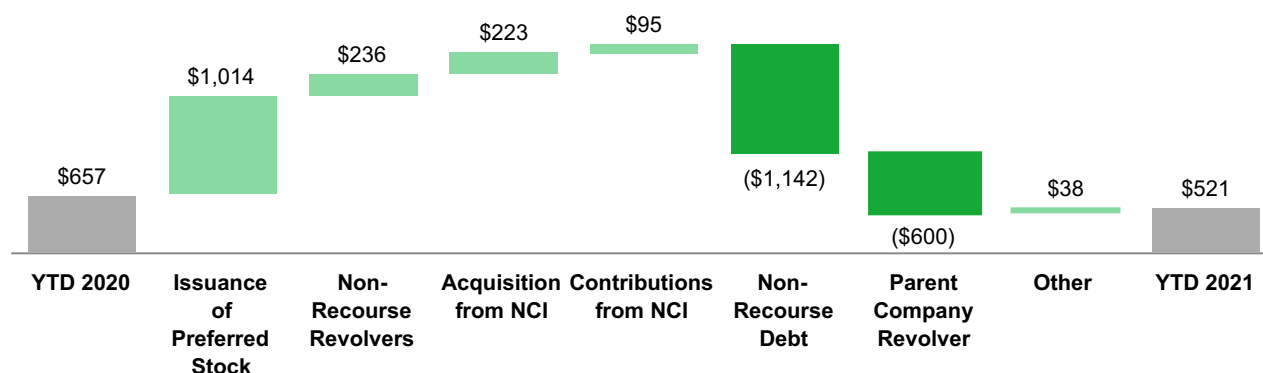 $657
$1,014
$236
$223
$95
($1,142)
($600)
$38
$521
YTD 2020
Issuance
of
Preferred
Stock
Non-
Recourse
Revolvers
Acquisition
from NCI
Contributions
from NCI
Non-
Recourse
Debt
Parent
Company
Revolver
Other
YTD 2021